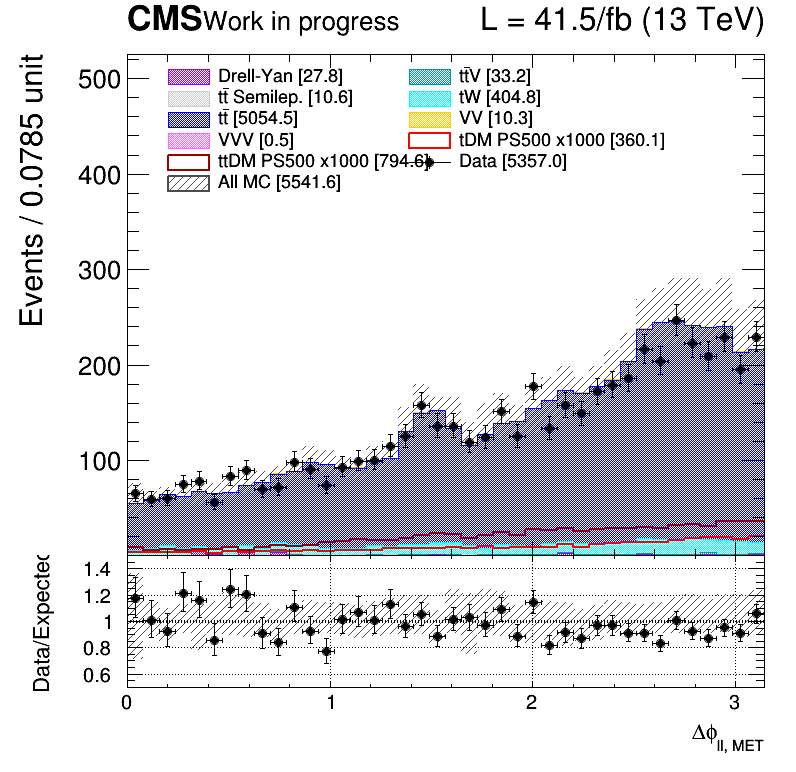 CMS Work in progress L = 41.5/fb (13 TeV)
Events / 0.0785 unit
500
400
300
200
100
Drell-Yan [27.8]
tt̄V [33.2]
tt̄ Semilep. [10.6]
tW [404.8]
tt̄ [5054.5]
VV [10.3]
VVV [0.5]
tDM PS500 x1000 [360.1]
ttDM PS500 x1000 [794.6]
Data [5357.0]
All MC [5541.6]
Data/Expected
1.4
1.2
1
0.8
0.6
0 1 2 3
Δϕll, MET